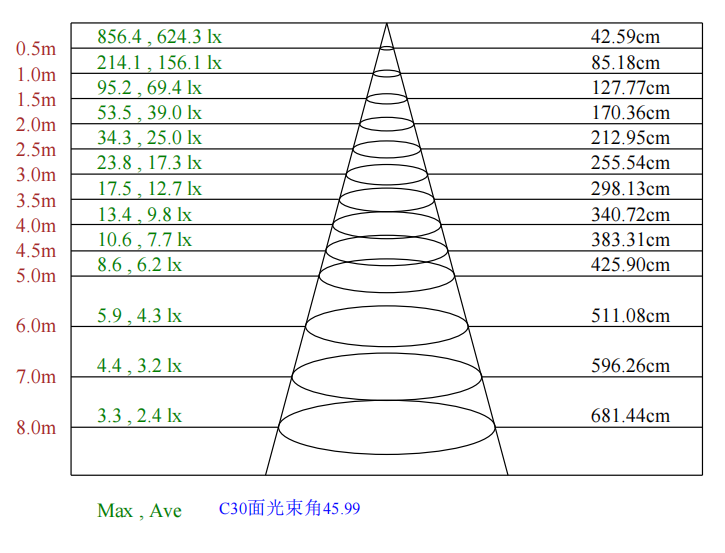 856.4 , 624.3 lx 42.59cm
0.5m
214.1 , 156.1 lx 85.18cm
1.0m
95.2 , 69.4 lx 127.77cm
1.5m
53.5 , 39.0 lx 170.36cm
2.0m
34.3 , 25.0 lx 212.95cm
2.5m
23.8 , 17.3 lx 255.54cm
3.0m
17.5 , 12.7 lx 298.13cm
3.5m
13.4 , 9.8 lx 340.72cm
4.0m
10.6 , 7.7 lx 383.31cm
4.5m
8.6 , 6.2 lx 425.90cm
5.0m
5.9 , 4.3 lx 511.08cm
6.0m
4.4 , 3.2 lx 596.26cm
7.0m
3.3 , 2.4 lx 681.44cm
8.0m
Max , Ave C30面光束角45.99